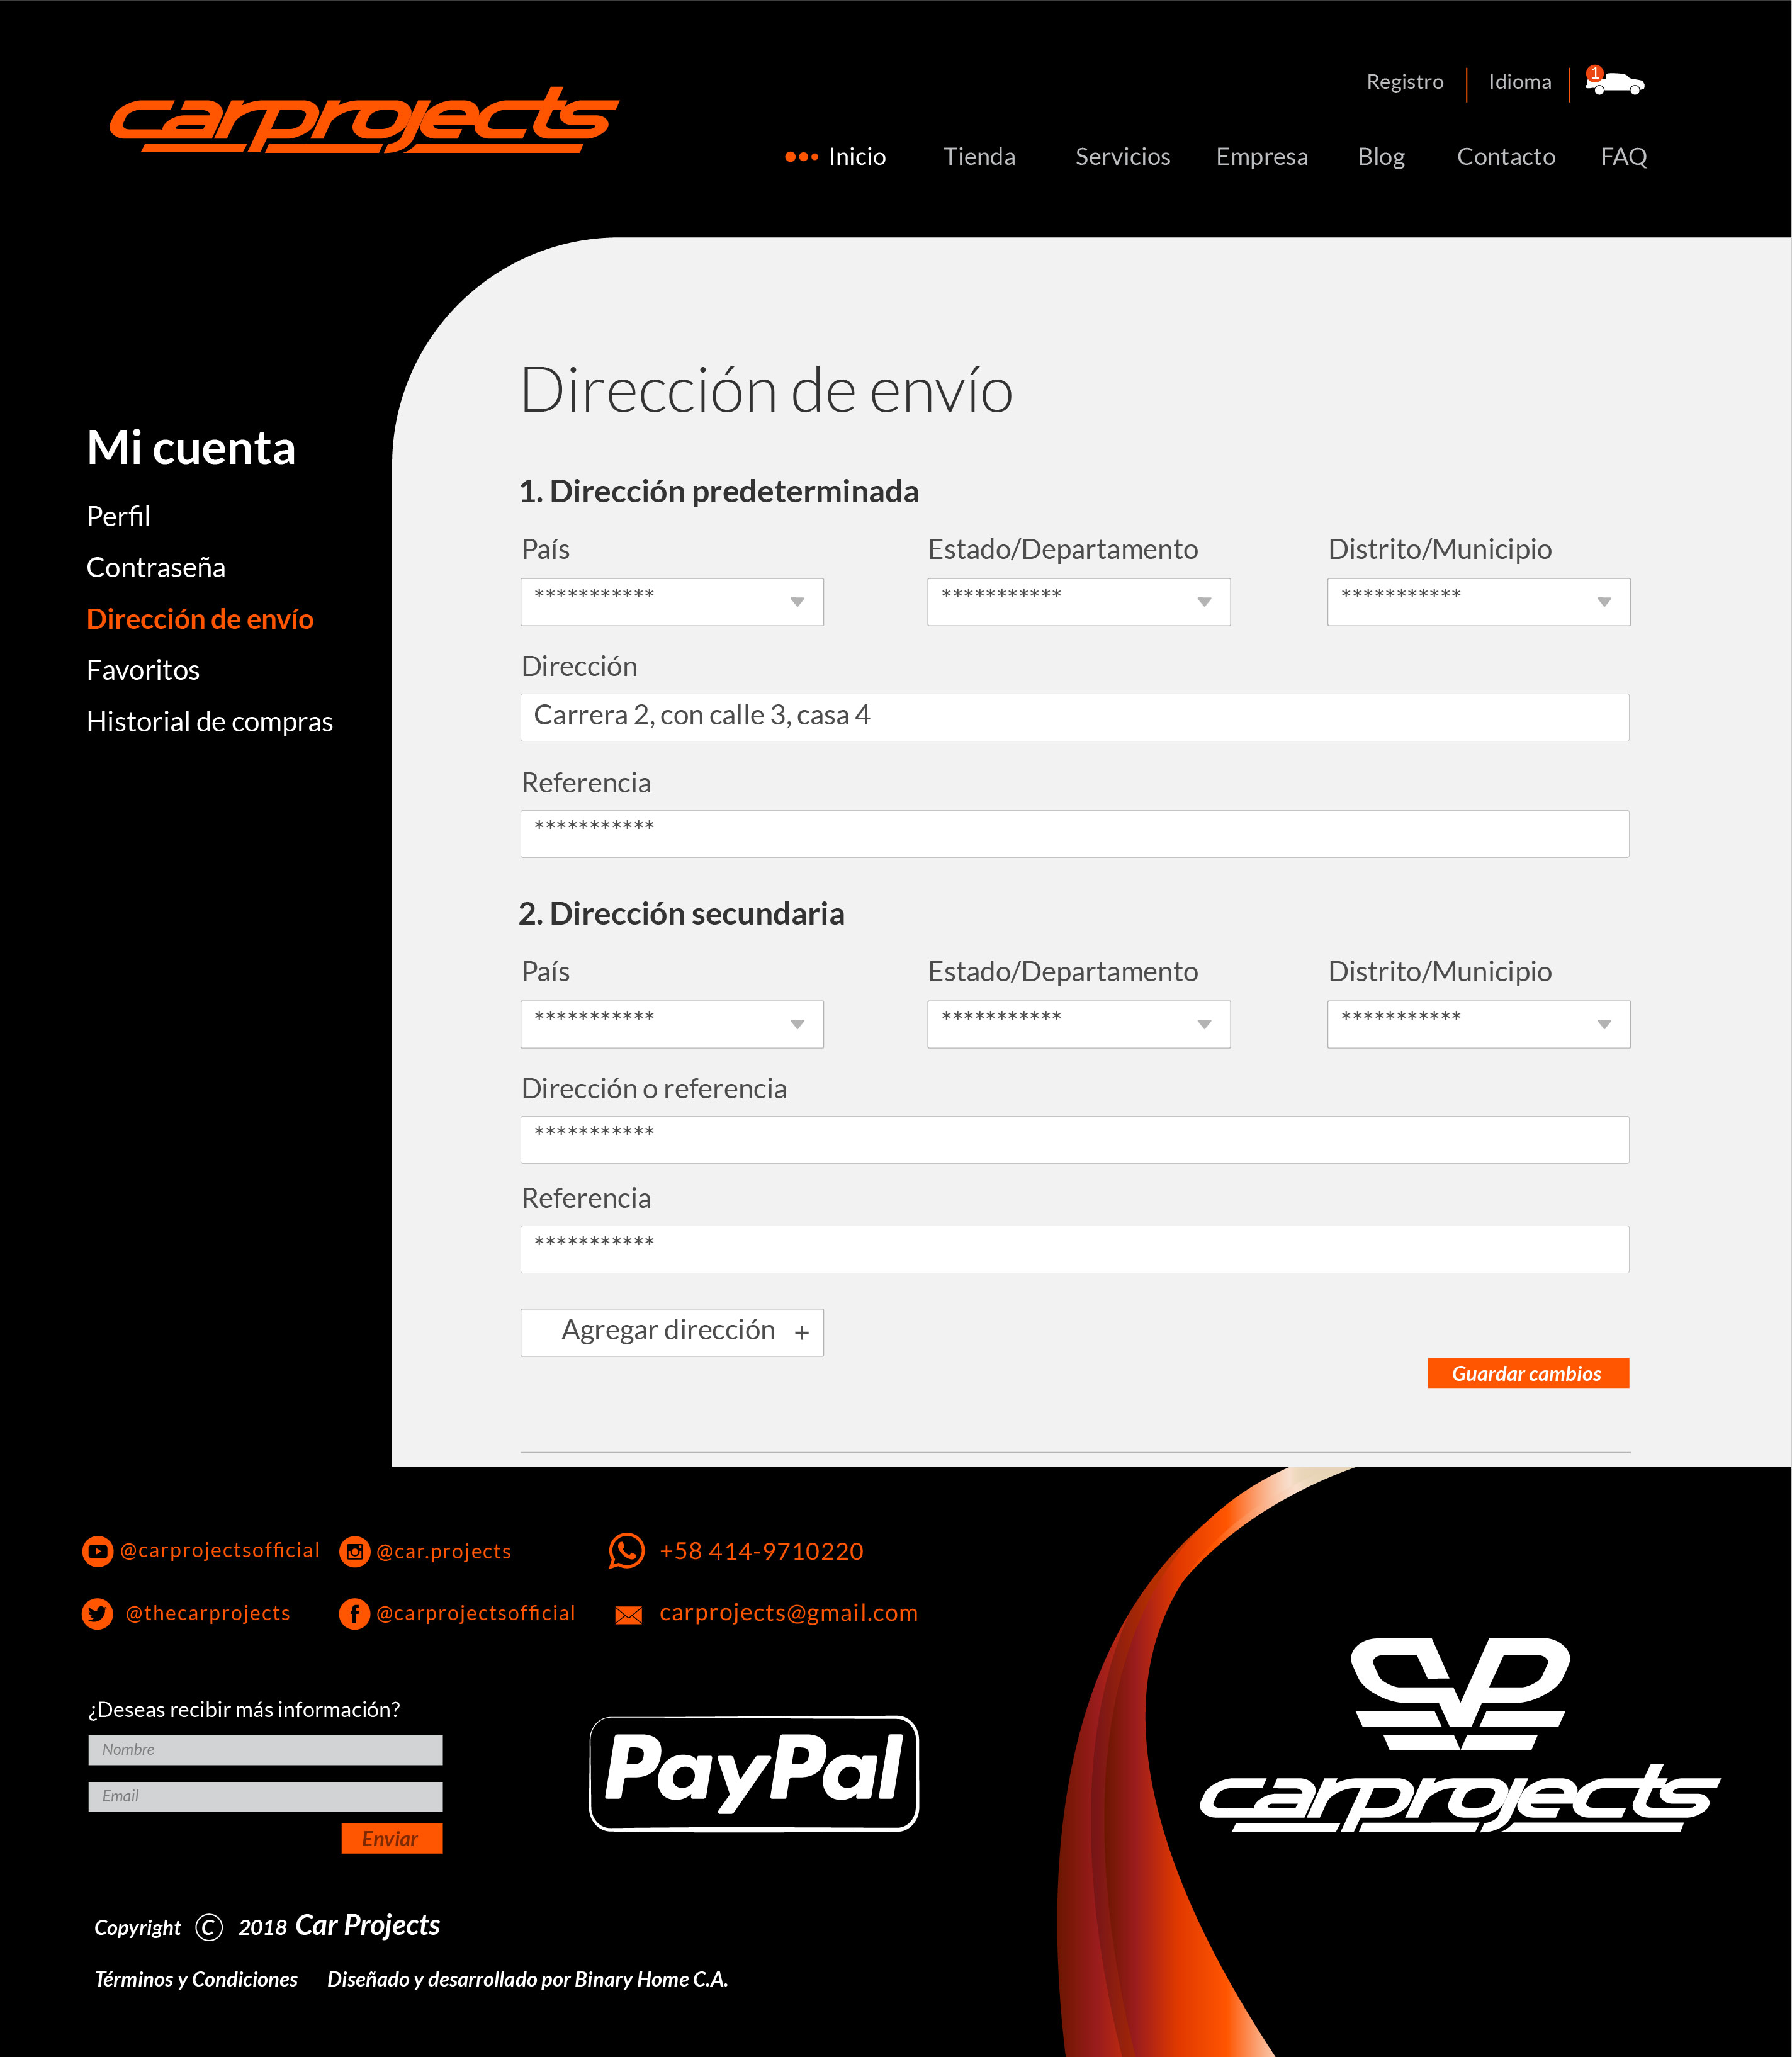 carprojects
Registro
Idioma
1
Inicio
Tienda
Servicios
Empresa
Blog
Contacto
FAQ
Mi cuenta
Perfil
Contraseña
Dirección de envío
Favoritos
Historial de compras
Dirección de envío
1. Dirección predeterminada
País
Estado/Departamento
Distrito/Municipio
***********
***********
***********
Dirección
Carrera 2, con calle 3, casa 4
Referencia
***********
2. Dirección secundaria
País
Estado/Departamento
Distrito/Municipio
***********
***********
***********
Dirección o referencia
***********
Referencia
***********
Agregar dirección +
Guardar cambios
@carprojectsofficial
@car.projects
+58 414-9710220
@thecarprojects
@carprojectsofficial
carprojects@gmail.com
¿Deseas recibir más información?
Nombre
Email
Enviar
PayPal
CP
carprojects
Copyright © 2018 Car Projects
Términos y Condiciones
Diseñado y desarrollado por Binary Home C.A.